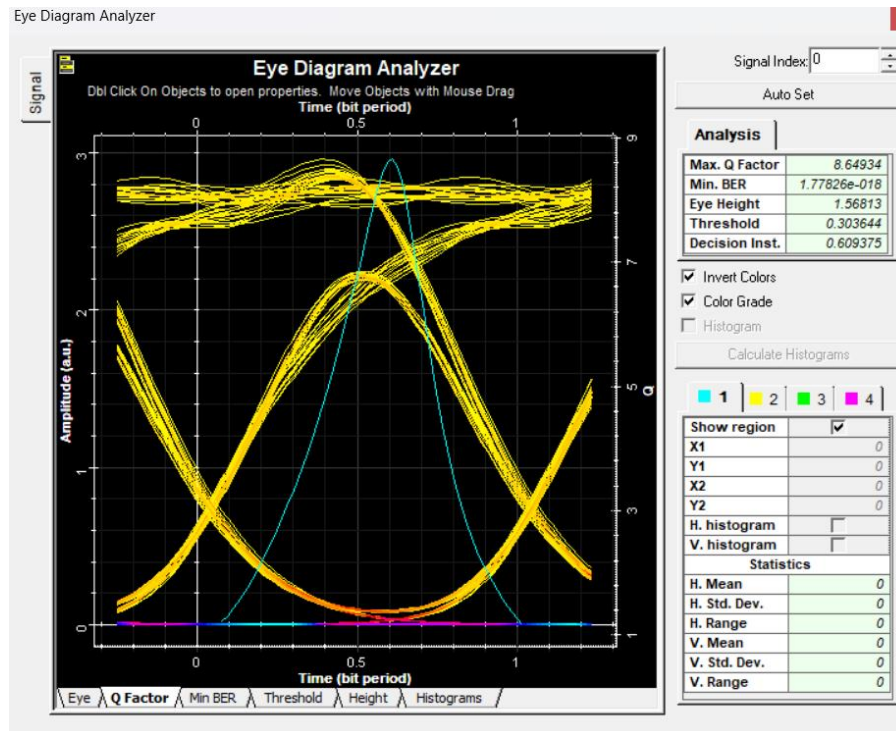 Eye Diagram Analyzer
Signal
Eye Diagram Analyzer
Dbl Click On Objects to open properties. Move Objects with Mouse Drag
Time (bit period)
0 0.5 1
Amplitude (a.u.)
3
2
1
0
Q
9
7
5
3
1
0 0.5 1
Time (bit period)
Eye Q Factor Min BER Threshold Height Histograms
Signal Index: 0
Auto Set
Analysis
Max. Q Factor 8.64934
Min. BER 1.77826e-018
Eye Height 1.56813
Threshold 0.303644
Decision Inst. 0.609375
Invert Colors
Color Grade
Histogram
Calculate Histograms
1 2 3 4
Show region
X1 0
Y1 0
X2 0
Y2 0
H. histogram
V. histogram
Statistics
H. Mean 0
H. Std. Dev. 0
H. Range 0
V. Mean 0
V. Std. Dev. 0
V. Range 0